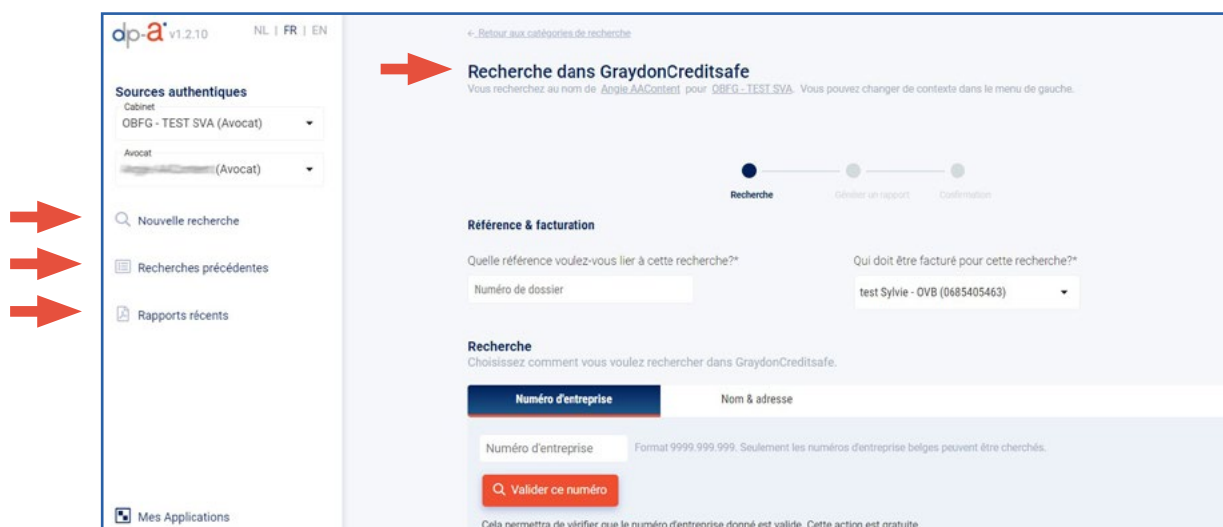 dp-a v1.2.10
NL | FR | EN
Sources authentiques
Cabinet
OBFG - TEST SVA (Avocat)
Avocat
(Avocat)
Nouvelle recherche
Recherches précédentes
Rapports récents
Mes Applications
← Retour aux catégories de recherche
Recherche dans GraydonCreditsafe
Vous recherchez au nom de Angie AAContent pour OBFG - TEST SVA. Vous pouvez changer de contexte dans le menu de gauche.
Recherche
Générer un rapport
Confirmation
Référence & facturation
Quelle référence voulez-vous lier à cette recherche?*
Qui doit être facturé pour cette recherche?*
Numéro de dossier
test Sylvie - OVB (0685405463)
Recherche
Choisissez comment vous voulez rechercher dans GraydonCreditsafe.
Numéro d'entreprise
Nom & adresse
Numéro d'entreprise
Format 9999.999.999. Seulement les numéros d'entreprise belges peuvent être cherchés.
Valider ce numéro
Cela permettra de vérifier que le numéro d'entreprise donné est valide. Cette action est gratuite.